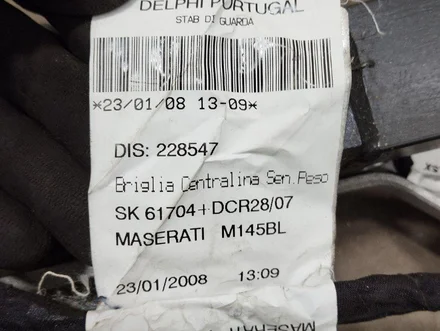 DELPHI PORTUGAL
STAB DI GUARDA
*23/01/08 13-09*
DIS: 228547
Briglia Centralina Sen.Peso
SK 61704+DCR28/07
MASERATI M145BL
23/01/2008 13:09
MASERATI